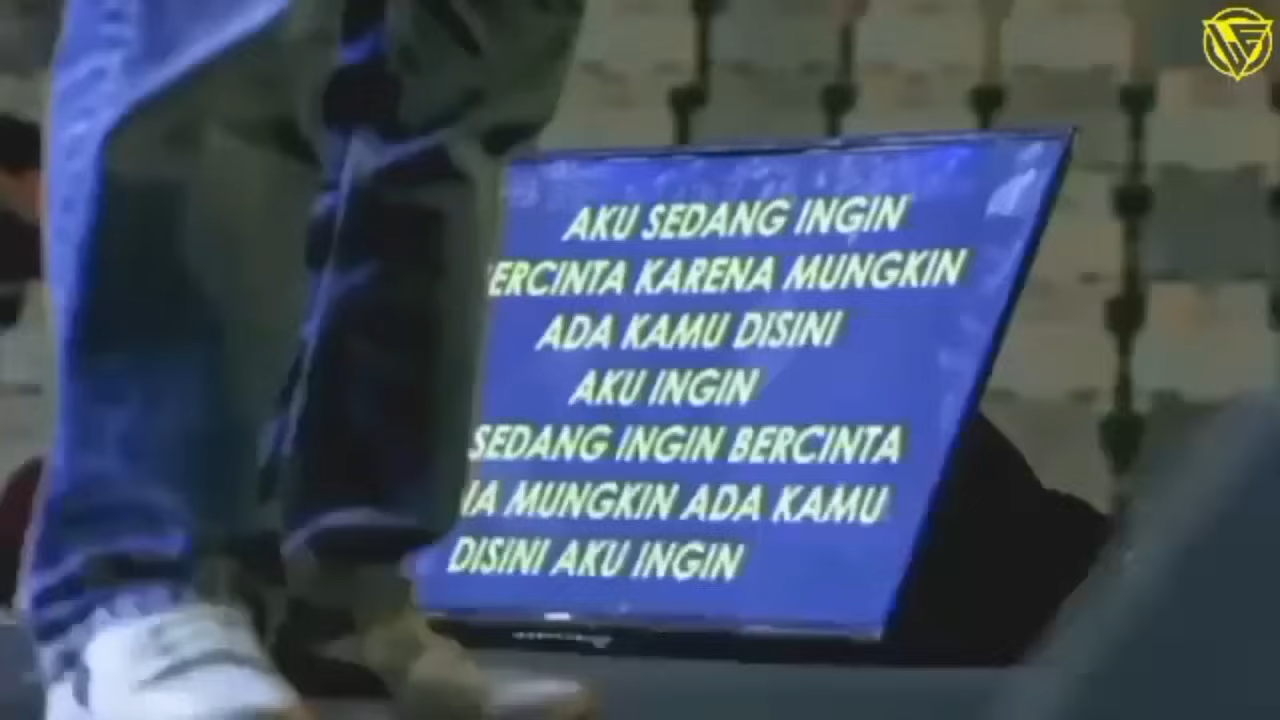 AKU SEDANG INGIN
ERCINTA KARENA MUNGKIN
ADA KAMU DISINI
AKU INGIN
SEDANG INGIN BERCINTA
IA MUNGKIN ADA KAMU
DISINI AKU INGIN